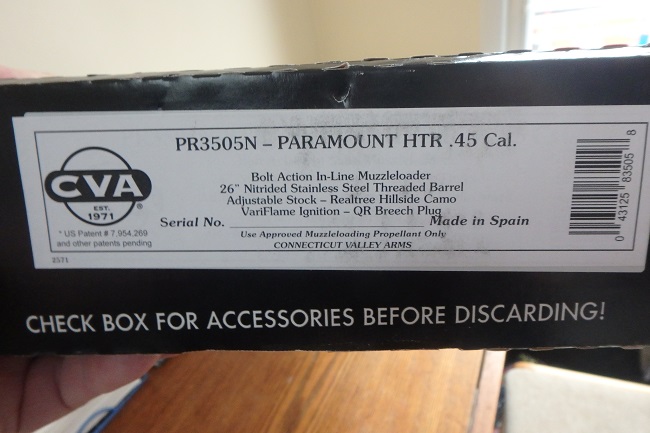 PR3505N – PARAMOUNT HTR .45 Cal.
Bolt Action In-Line Muzzleloader
26" Nitrided Stainless Steel Threaded Barrel
Adjustable Stock – Realtree Hillside Camo
VariFlame Ignition – QR Breech Plug
Serial No. Made in Spain
Use Approved Muzzleloading Propellant Only
CONNECTICUT VALLEY ARMS
CVA
EST.
1971
®
* US Patent # 7,954,269
and other patents pending
2571
0 43125 83505 8
CHECK BOX FOR ACCESSORIES BEFORE DISCARDING!